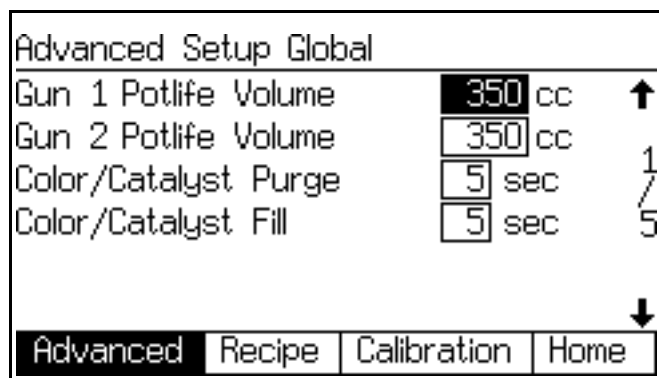 Advanced Setup Global
Gun 1 Potlife Volume 350 cc
Gun 2 Potlife Volume 350 cc
Color/Catalyst Purge 5 sec
Color/Catalyst Fill 5 sec
1/5
Advanced Recipe Calibration Home